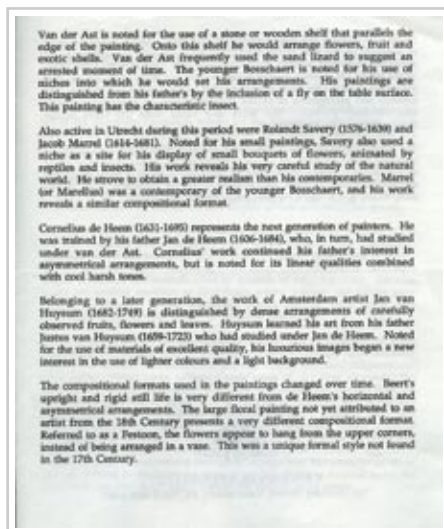 Van der Ast is noted for the use of a stone or wooden shelf that parallels the
edge of the painting. Onto this shelf he would arrange flowers, fruit and
exotic shells. Van der Ast frequently used the sand lizard to suggest an
arrested moment of time. The younger Bosschaert is noted for his use of
niches into which he would set his arrangements. His paintings are
distinguished from his father's by the inclusion of a fly on the table surface.
This painting has the characteristic insect.
Also active in Utrecht during this period were Rolandt Savery (1576-1639) and
Jacob Marrel (1614-1681). Noted for his small paintings, Savery also used a
niche as a site for his display of small bouquets of flowers, animated by
reptiles and insects. His work reveals his very careful study of the natural
world. He strove to obtain a greater realism than his contemporaries. Marrel
(or Marellus) was a contemporary of the younger Bosschaert, and his work
reveals a similar compositional format.
Cornelius de Heem (1631-1695) represents the next generation of painters. He
was trained by his father Jan de Heem (1606-1684), who, in turn, had studied
under van der Ast. Cornelius' work continued his father's interest in
asymmetrical arrangements, but is noted for its linear qualities combined
with cool harsh tones.
Belonging to a later generation, the work of Amsterdam artist Jan van
Huysum (1682-1749) is distinguished by dense arrangements of carefully
observed fruits, flowers and leaves. Huysum learned his art from his father
Justus van Huysum (1659-1723) who had studied under Jan de Heem. Noted
for the use of materials of excellent quality, his luxurious images began a new
interest in the use of lighter colours and a light background.
The compositional formats used in the paintings changed over time. Beert's
upright and rigid still life is very different from de Heem's horizontal and
asymmetrical arrangements. The large floral painting not yet attributed to an
artist from the 18th Century presents a very different compositional format.
Referred to as a Festoon, the flowers appear to hang from the upper corners,
instead of being arranged in a vase. This was a unique formal style not found
in the 17th Century.